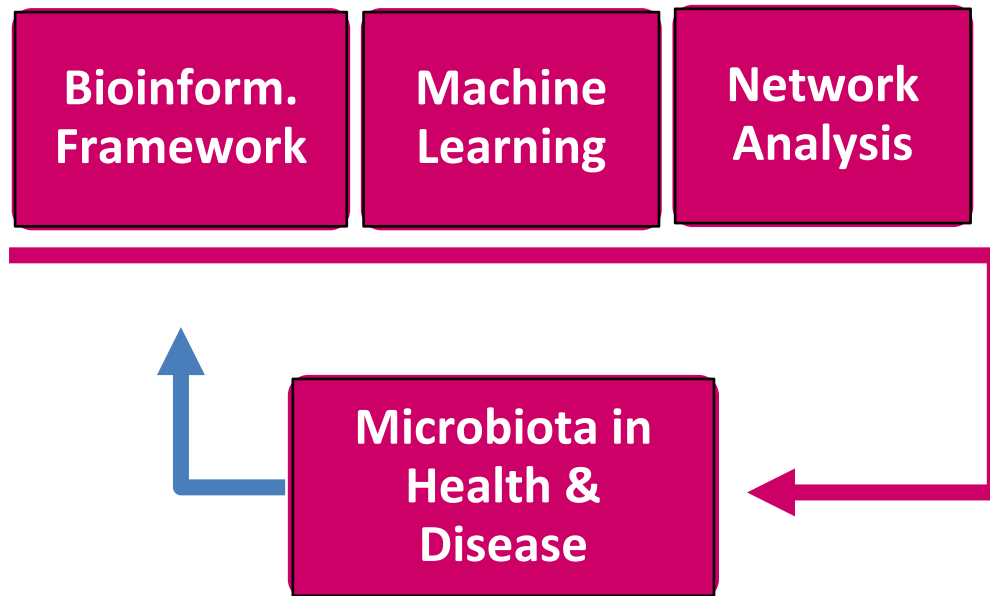 Bioinform.
Framework
Machine
Learning
Network
Analysis
Microbiota in
Health &
Disease